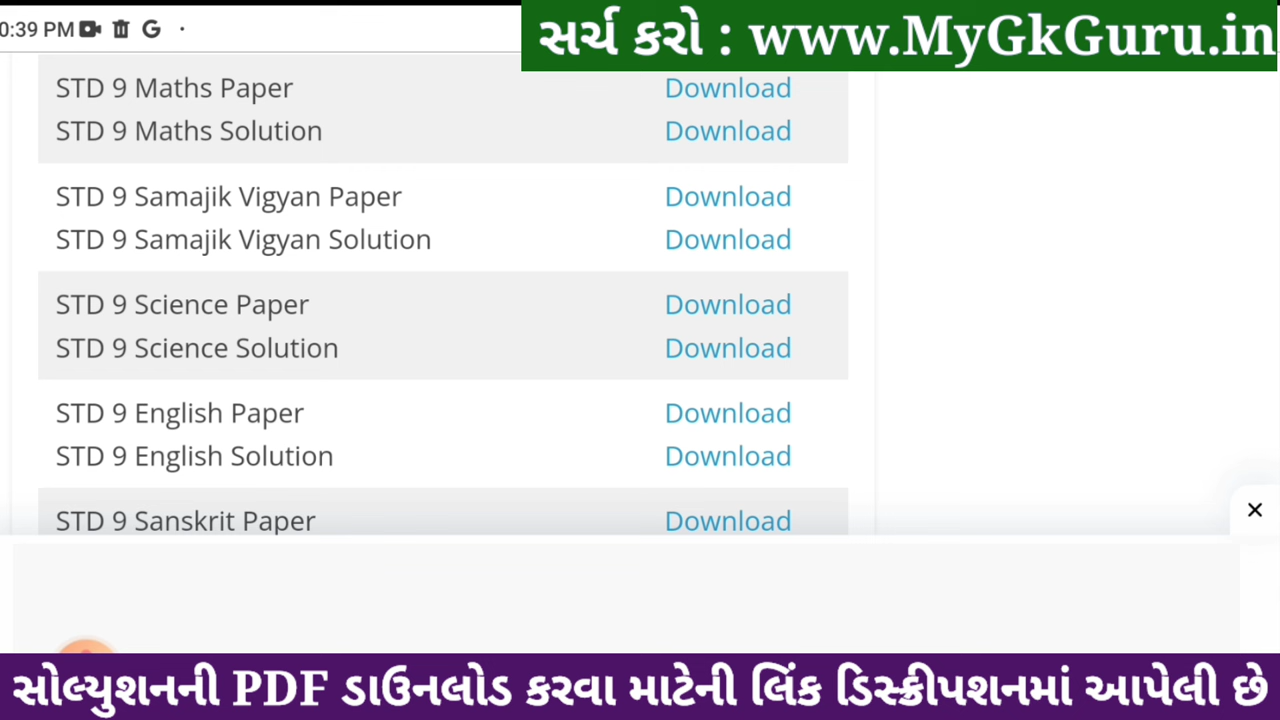 0:39 PM
સર્ચ કરો : www.MyGkGuru.in
STD 9 Maths Paper Download
STD 9 Maths Solution Download
STD 9 Samajik Vigyan Paper Download
STD 9 Samajik Vigyan Solution Download
STD 9 Science Paper Download
STD 9 Science Solution Download
STD 9 English Paper Download
STD 9 English Solution Download
STD 9 Sanskrit Paper Download
સોલ્યુશનની PDF ડાઉનલોડ કરવા માટેની લિંક ડિસ્ક્રીપશનમાં આપેલી છે